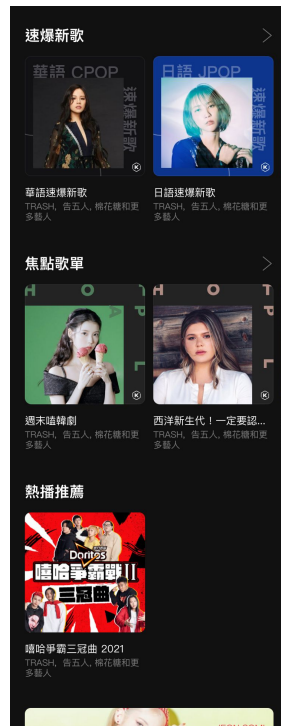 速爆新歌
華語 CPOP
速爆新歌
日語 JPOP
速爆新歌
華語速爆新歌
TRASH, 告五人, 棉花糖和更
多藝人
日語速爆新歌
TRASH, 告五人, 棉花糖和更
多藝人
焦點歌單
H O T
P
L
H O T
P
L
週末嗑韓劇
TRASH, 告五人, 棉花糖和更
多藝人
西洋新生代！一定要認...
TRASH, 告五人, 棉花糖和更
多藝人
熱播推薦
Doritos
嘻哈爭霸戰II
三冠曲
嘻哈爭霸三冠曲 2021
TRASH, 告五人, 棉花糖和更
多藝人